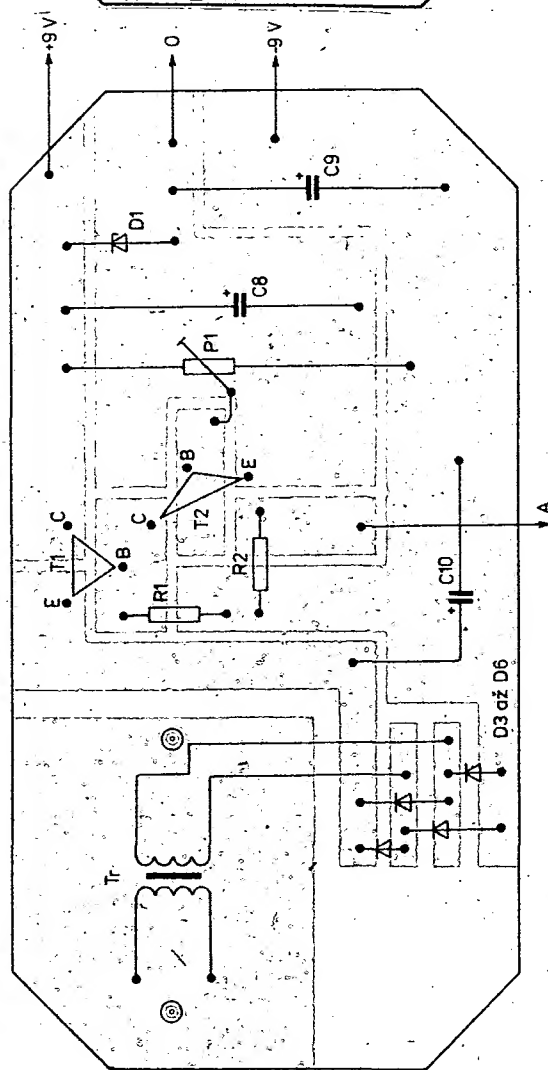 +9 V
0
-9 V
D1
+
C9
+
C8
P1
C
T1
B
E
B
C
T2
E
R1
R2
A
+
C10
Tr
D3 až D6